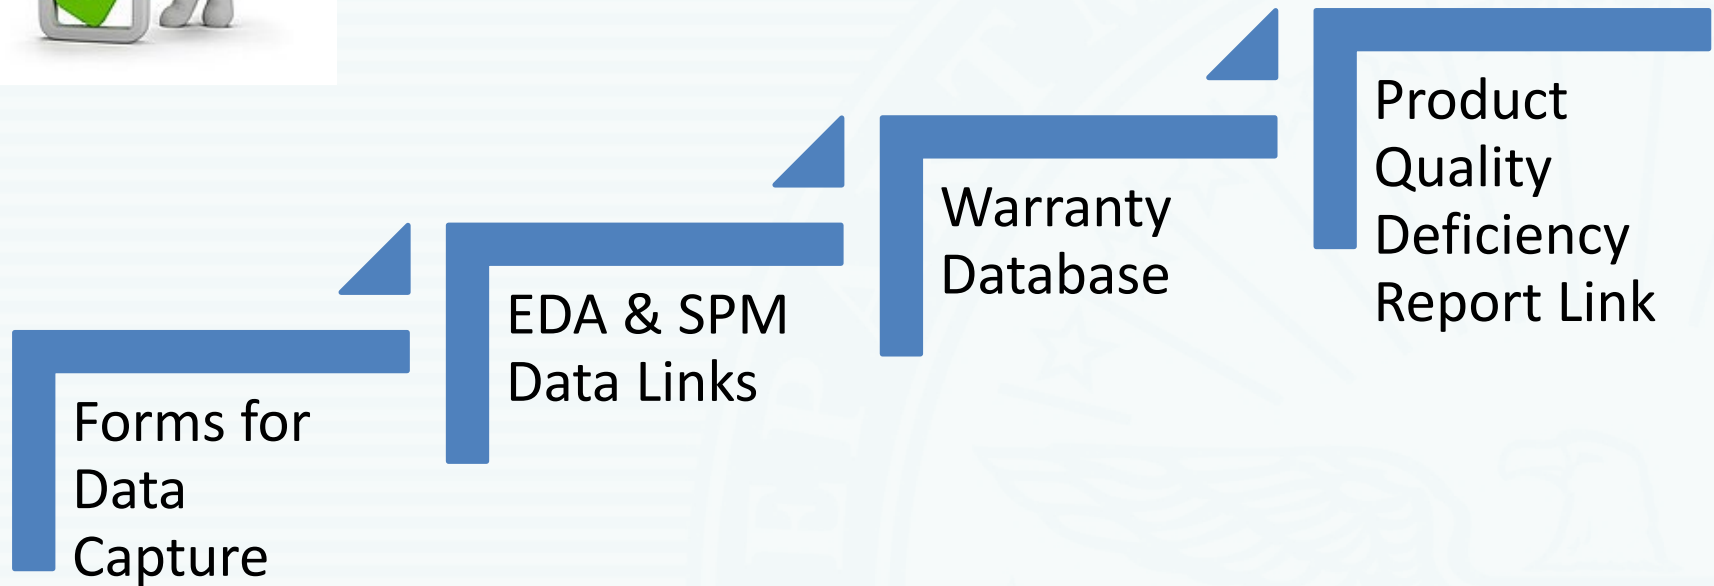 Forms for
Data
Capture
EDA & SPM
Data Links
Warranty
Database
Product
Quality
Deficiency
Report Link